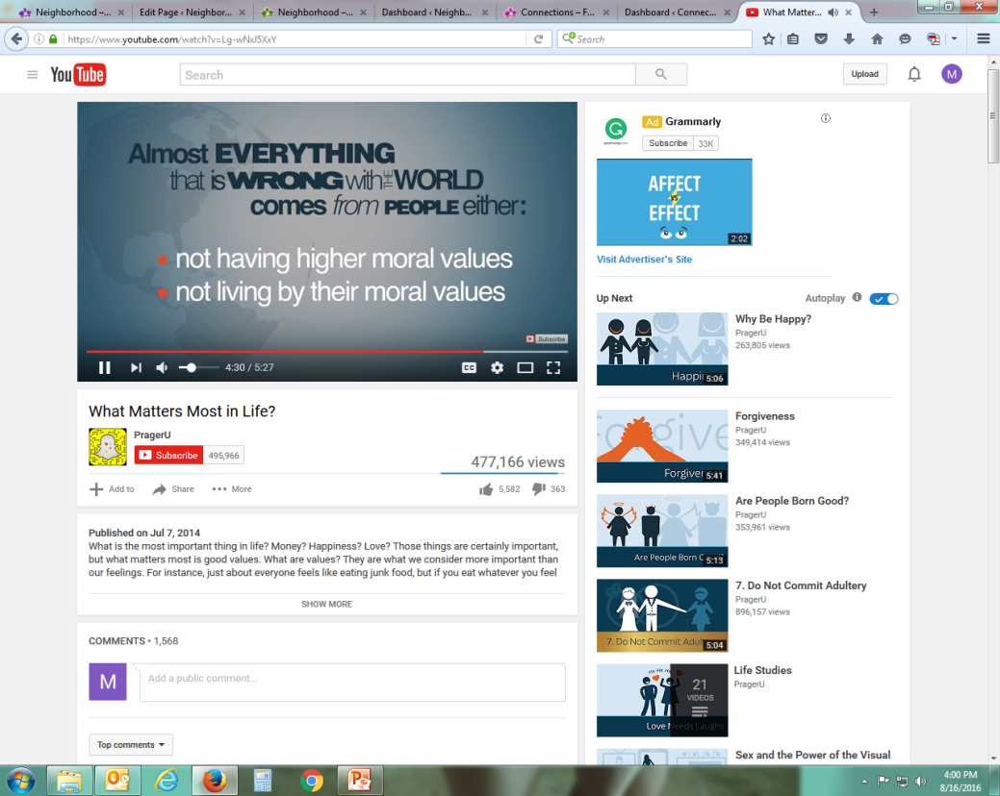 Neighborhood –...
Edit Page ‹ Neighbor...
Neighborhood –...
Dashboard ‹ Neighb...
Connections – F...
Dashboard ‹ Connec...
What Matter...
https://www.youtube.com/watch?v=Lg-wNxJ5XxY
Search
YouTube
Search
Upload
M
Almost EVERYTHING
that is WRONG with THE WORLD
comes from PEOPLE either:
• not having higher moral values
• not living by their moral values
Subscribe
4:30 / 5:27
CC
What Matters Most in Life?
PragerU
Subscribe 495,966
477,166 views
Add to Share More
5,582 363
Published on Jul 7, 2014
What is the most important thing in life? Money? Happiness? Love? Those things are certainly important,
but what matters most is good values. What are values? They are what we consider more important than
our feelings. For instance, just about everyone feels like eating junk food, but if you eat whatever you feel
SHOW MORE
COMMENTS • 1,568
M
Add a public comment...
Top comments
Ad Grammarly
Subscribe 33K
AFFECT
VS
EFFECT
2:02
Visit Advertiser's Site
Up Next
Autoplay
Happi
5:06
Why Be Happy?
PragerU
263,805 views
Forgive
Forgiver
5:41
Forgiveness
PragerU
349,414 views
Are People Born G
5:13
Are People Born Good?
PragerU
353,961 views
7. Do Not Commit Adul
5:04
7. Do Not Commit Adultery
PragerU
896,157 views
Ha Ha Ha
21
VIDEOS
Love Needs Laughs
Life Studies
PragerU
Sex and the Power of the Visual
4:00 PM
8/16/2016